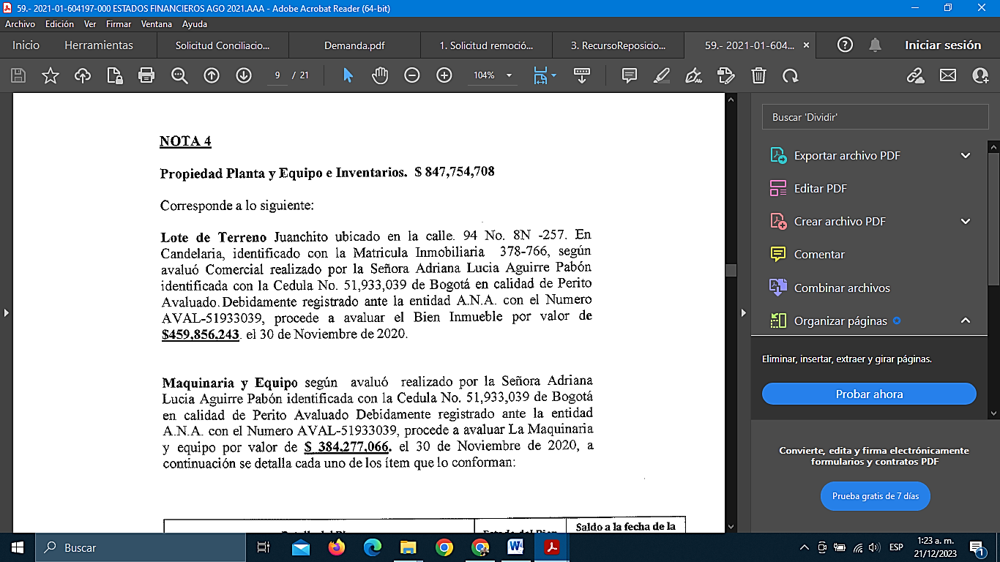 59.- 2021-01-604197-000 ESTADOS FINANCIEROS AGO 2021.AAA - Adobe Acrobat Reader (64-bit)
Archivo Edición Ver Firmar Ventana Ayuda
Inicio Herramientas Solicitud Conciliacio... Demanda.pdf 1. Solicitud remoció... 3. RecursoReposicio... 59.- 2021-01-604... × Iniciar sesión
9 / 21 104%
NOTA 4
Propiedad Planta y Equipo e Inventarios. $ 847,754,708
Corresponde a lo siguiente:
Lote de Terreno Juanchito ubicado en la calle. 94 No. 8N -257. En
Candelaria, identificado con la Matricula Inmobiliaria 378-766, según
avaluó Comercial realizado por la Señora Adriana Lucia Aguirre Pabón
identificada con la Cedula No. 51,933,039 de Bogotá en calidad de Perito
Avaluado. Debidamente registrado ante la entidad A.N.A. con el Numero
AVAL-51933039, procede a avaluar el Bien Inmueble por valor de
$459,856,243. el 30 de Noviembre de 2020.
Maquinaria y Equipo según avaluó realizado por la Señora Adriana
Lucia Aguirre Pabón identificada con la Cedula No. 51,933,039 de Bogotá
en calidad de Perito Avaluado Debidamente registrado ante la entidad
A.N.A. con el Numero AVAL-51933039, procede a avaluar La Maquinaria
y equipo por valor de $ 384,277,066. el 30 de Noviembre de 2020, a
continuación se detalla cada uno de los ítem que lo conforman:
Saldo a la fecha de la
Buscar 'Dividir'
Exportar archivo PDF
Editar PDF
Crear archivo PDF
Comentar
Combinar archivos
Organizar páginas
Eliminar, insertar, extraer y girar páginas.
Probar ahora
Convierte, edita y firma electrónicamente
formularios y contratos PDF
Prueba gratis de 7 días
Buscar
ESP
1:23 a. m.
21/12/2023
1